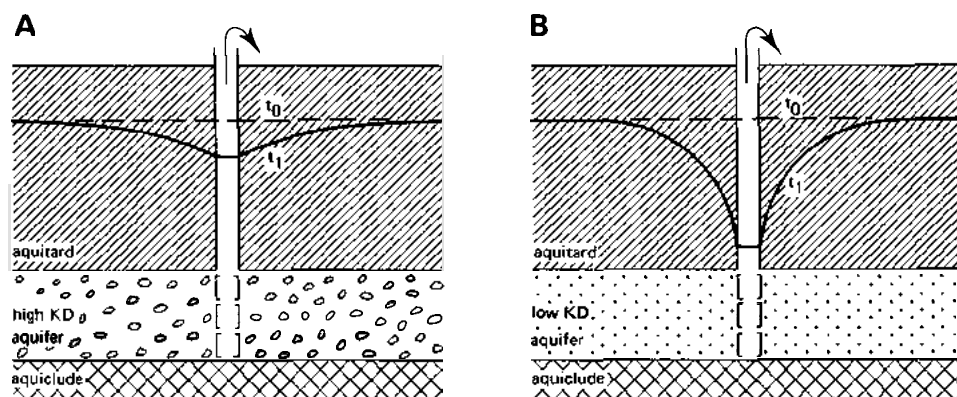 A
t0
t1
aquitard
high KD
aquifer
aquiclude
B
t0
t1
aquitard
low KD
aquifer
aquiclude